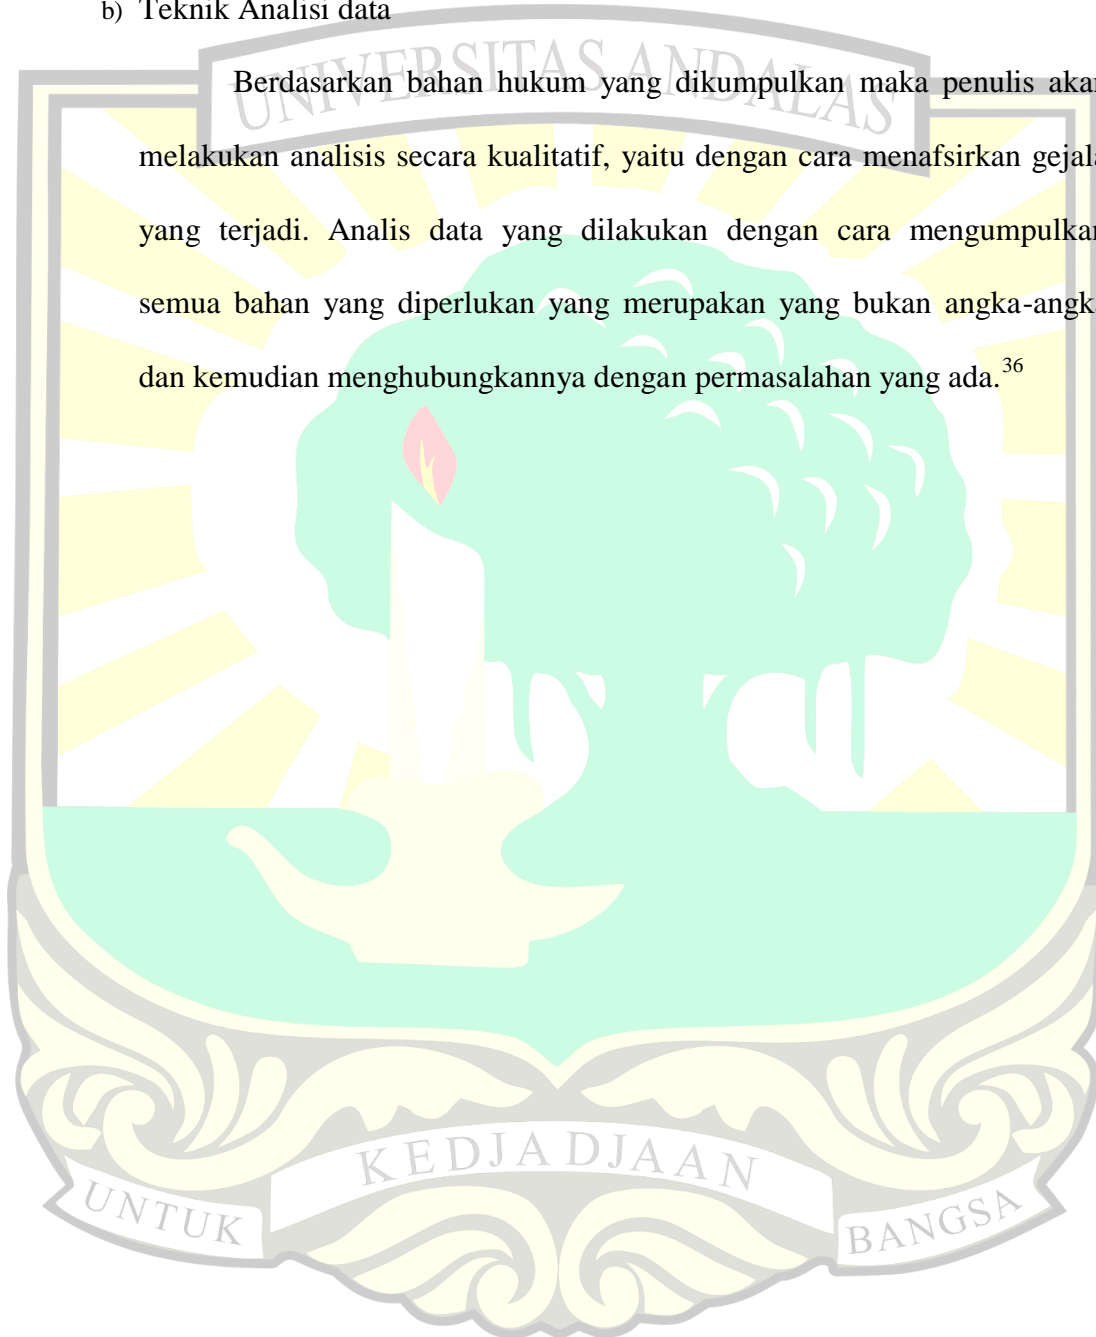 b) Teknik Analisi data
UNIVERSITAS ANDALAS
Berdasarkan bahan hukum yang dikumpulkan maka penulis akan
melakukan analisis secara kualitatif, yaitu dengan cara menafsirkan gejala
yang terjadi. Analis data yang dilakukan dengan cara mengumpulkan
semua bahan yang diperlukan yang merupakan yang bukan angka-angka
dan kemudian menghubungkannya dengan permasalahan yang ada.36
UNTUK KEDJADJAAN BANGSA